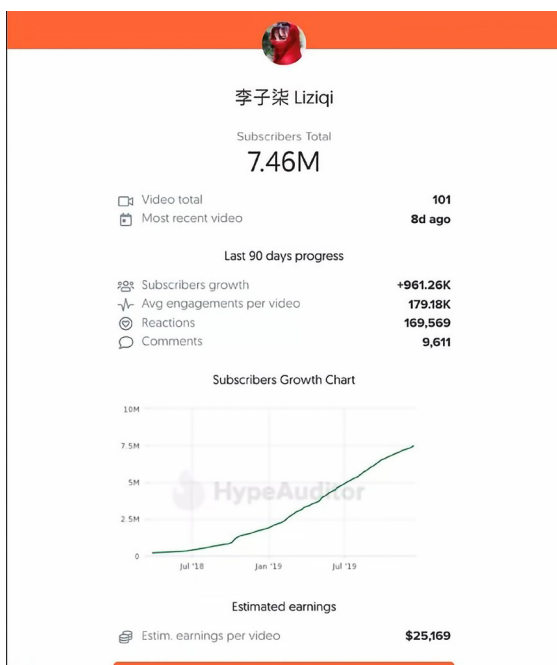 李子柒 Liziqi
Subscribers Total
7.46M
Video total 101
Most recent video 8d ago
Last 90 days progress
Subscribers growth +961.26K
Avg engagements per video 179.18K
Reactions 169,569
Comments 9,611
Subscribers Growth Chart
10M
7.5M
5M
HypeAuditor
2.5M
0
Jul '18 Jan '19 Jul '19
Estimated earnings
Estim. earnings per video $25,169